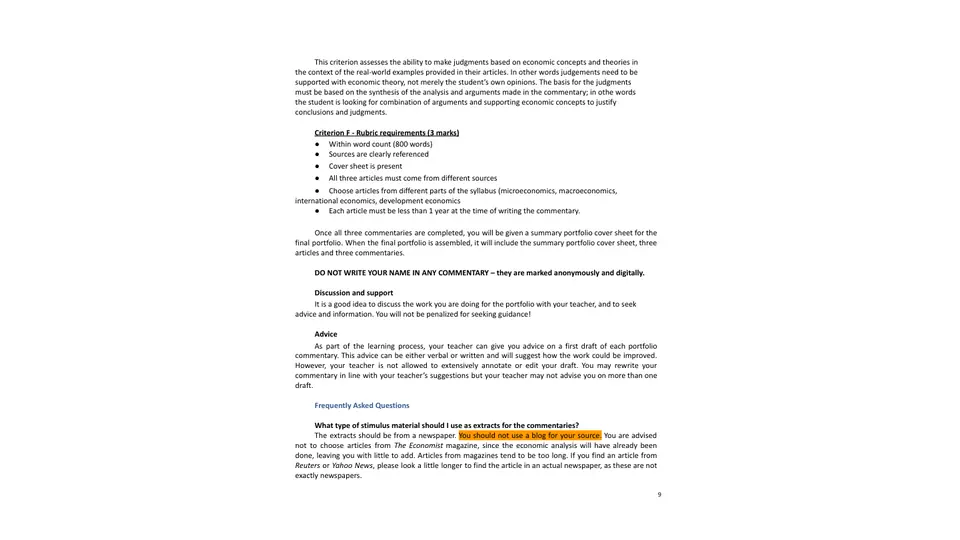 This criterion assesses the ability to make judgments based on economic concepts and theories in
the context of the real-world examples provided in their articles. In other words judgements need to be
supported with economic theory, not merely the student's own opinions. The basis for the judgments
must be based on the synthesis of the analysis and arguments made in the commentary; in othe words
the student is looking for combination of arguments and supporting economic concepts to justify
conclusions and judgments.
Criterion F - Rubric requirements (3 marks)
● Within word count (800 words)
● Sources are clearly referenced
● Cover sheet is present
● All three articles must come from different sources
● Choose articles from different parts of the syllabus (microeconomics, macroeconomics,
international economics, development economics
● Each article must be less than 1 year at the time of writing the commentary.
Once all three commentaries are completed, you will be given a summary portfolio cover sheet for the
final portfolio. When the final portfolio is assembled, it will include the summary portfolio cover sheet, three
articles and three commentaries.
DO NOT WRITE YOUR NAME IN ANY COMMENTARY – they are marked anonymously and digitally.
Discussion and support
It is a good idea to discuss the work you are doing for the portfolio with your teacher, and to seek
advice and information. You will not be penalized for seeking guidance!
Advice
As part of the learning process, your teacher can give you advice on a first draft of each portfolio
commentary. This advice can be either verbal or written and will suggest how the work could be improved.
However, your teacher is not allowed to extensively annotate or edit your draft. You may rewrite your
commentary in line with your teacher's suggestions but your teacher may not advise you on more than one
draft.
Frequently Asked Questions
What type of stimulus material should I use as extracts for the commentaries?
The extracts should be from a newspaper. You should not use a blog for your source. You are advised
not to choose articles from The Economist magazine, since the economic analysis will have already been
done, leaving you with little to add. Articles from magazines tend to be too long. If you find an article from
Reuters or Yahoo News, please look a little longer to find the article in an actual newspaper, as these are not
exactly newspapers.
9